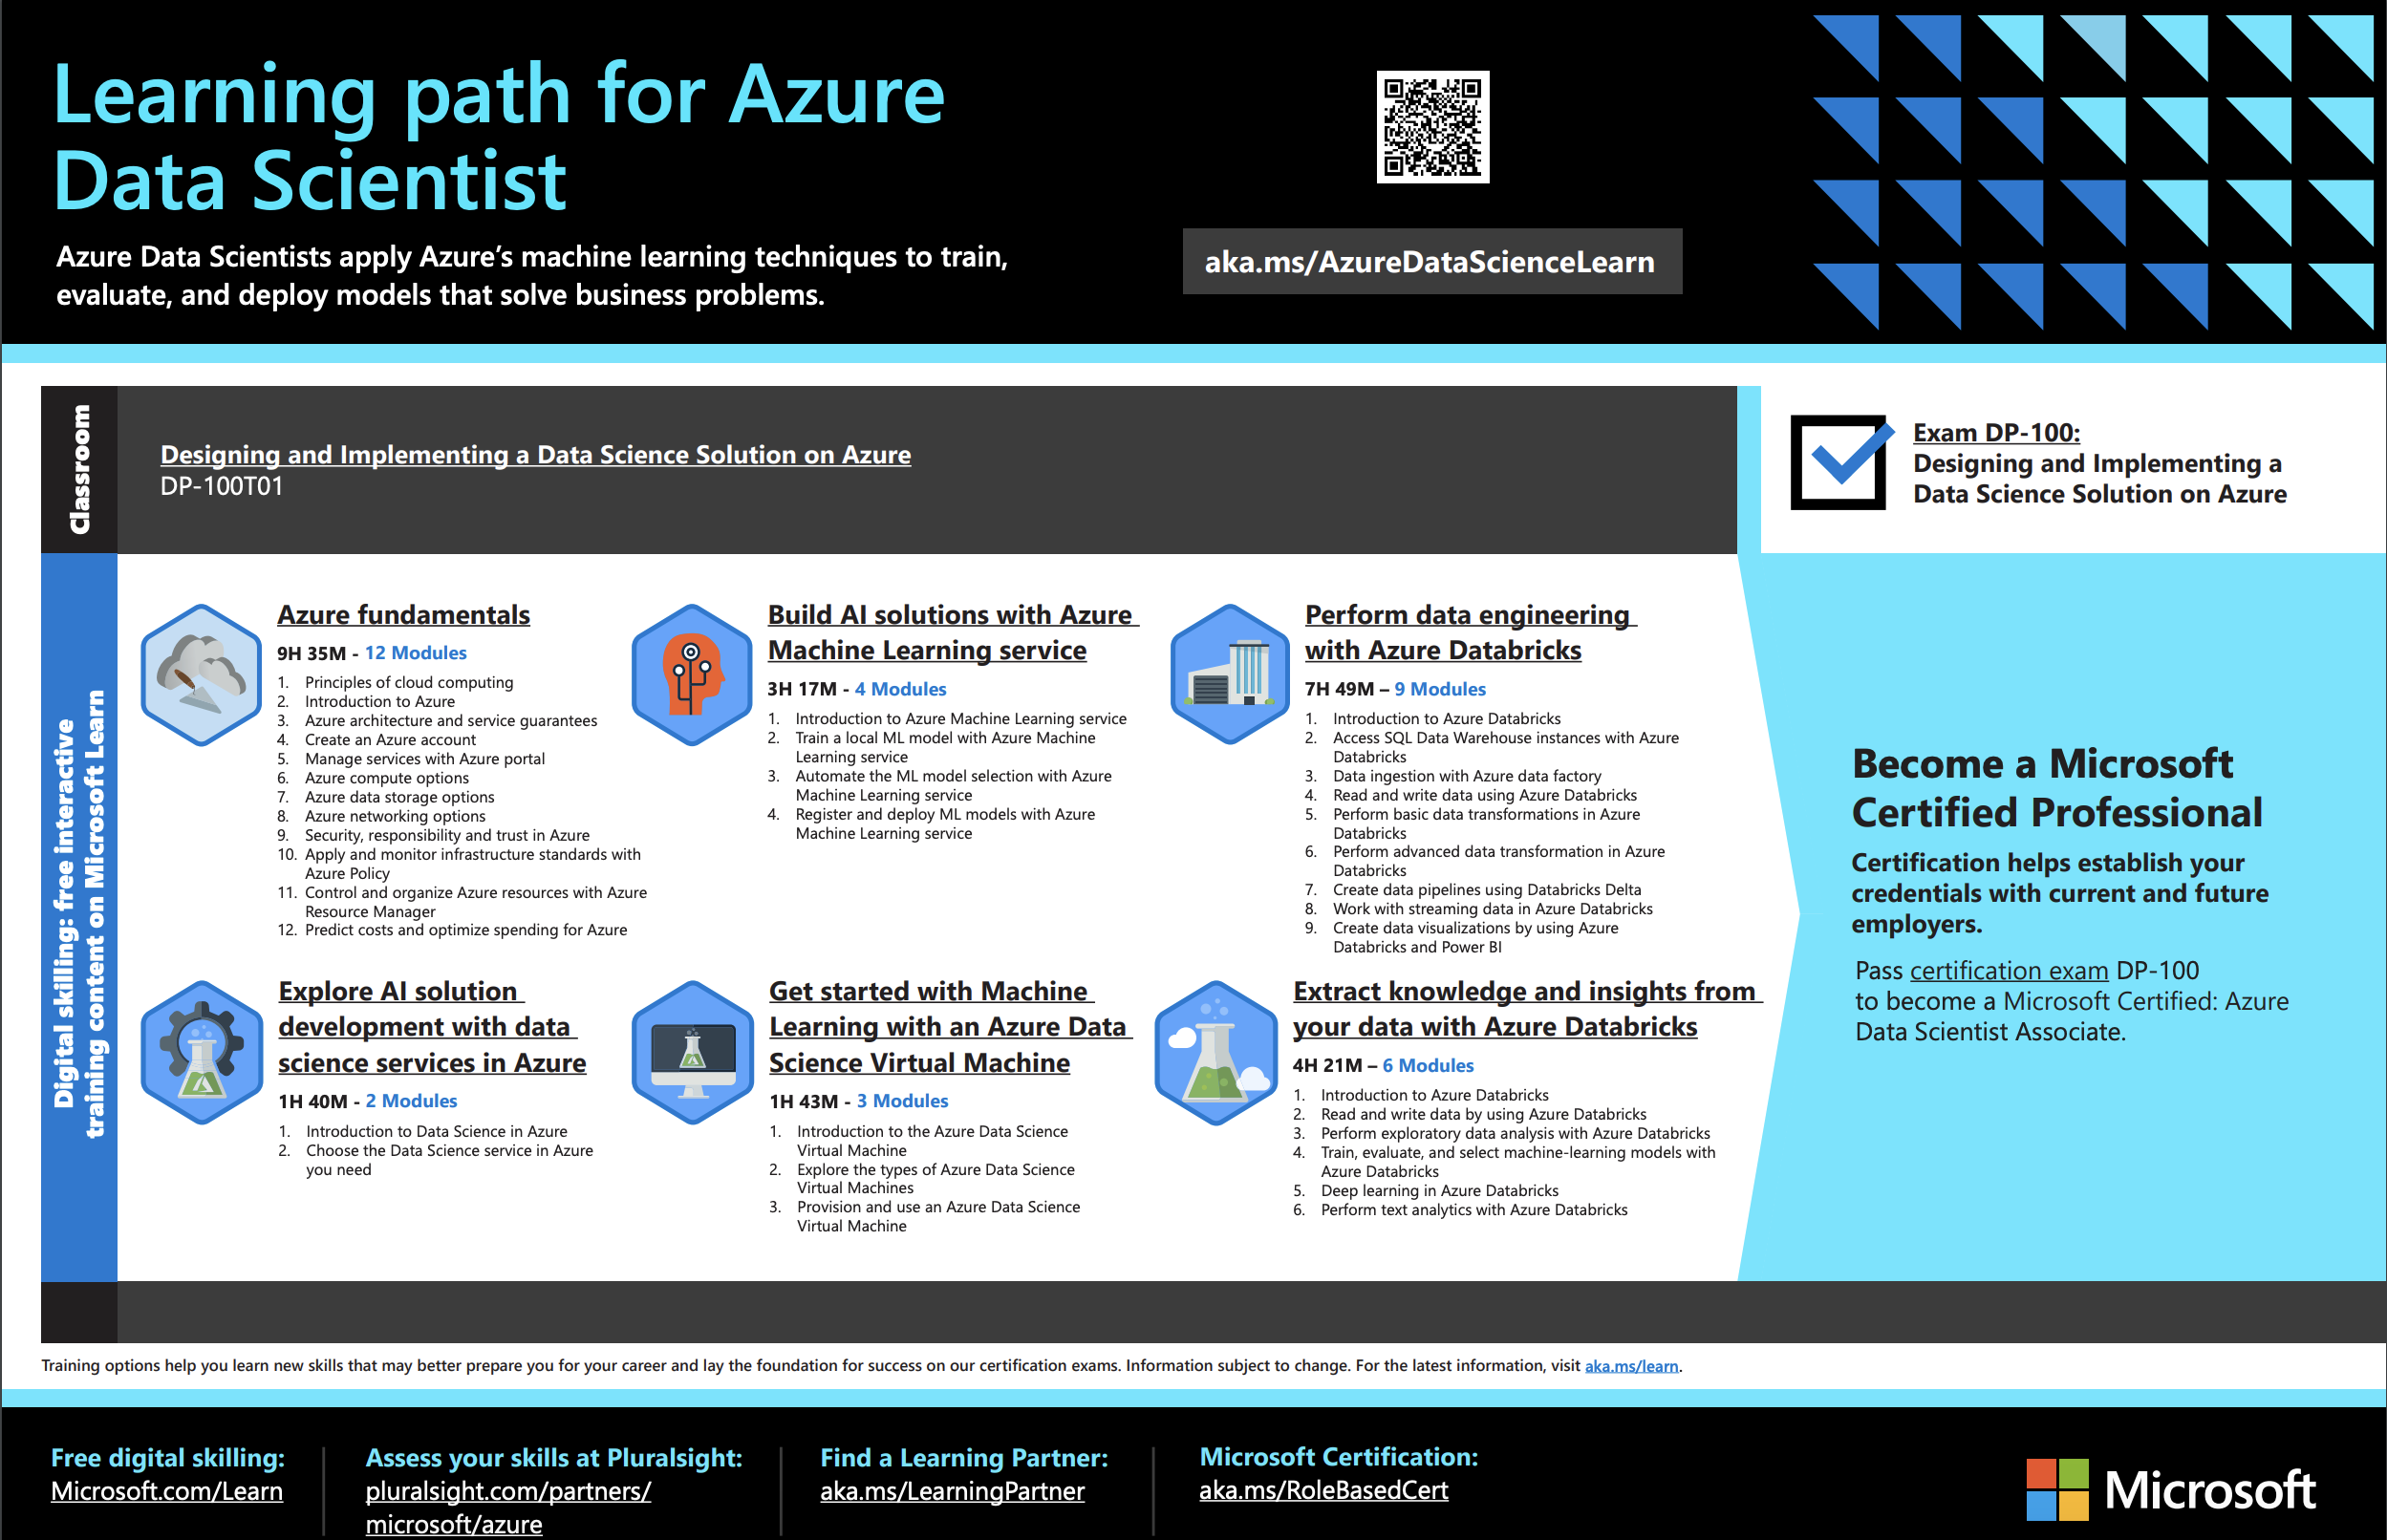 Learning path for Azure
Data Scientist
Azure Data Scientists apply Azure’s machine learning techniques to train,
evaluate, and deploy models that solve business problems.
aka.ms/AzureDataScienceLearn
Classroom
Designing and Implementing a Data Science Solution on Azure
DP-100T01
Exam DP-100:
Designing and Implementing a
Data Science Solution on Azure
Digital skilling: free interactive
training content on Microsoft Learn
Azure fundamentals
9H 35M - 12 Modules
1. Principles of cloud computing
2. Introduction to Azure
3. Azure architecture and service guarantees
4. Create an Azure account
5. Manage services with Azure portal
6. Azure compute options
7. Azure data storage options
8. Azure networking options
9. Security, responsibility and trust in Azure
10. Apply and monitor infrastructure standards with
Azure Policy
11. Control and organize Azure resources with Azure
Resource Manager
12. Predict costs and optimize spending for Azure
Build AI solutions with Azure
Machine Learning service
3H 17M - 4 Modules
1. Introduction to Azure Machine Learning service
2. Train a local ML model with Azure Machine
Learning service
3. Automate the ML model selection with Azure
Machine Learning service
4. Register and deploy ML models with Azure
Machine Learning service
Perform data engineering
with Azure Databricks
7H 49M – 9 Modules
1. Introduction to Azure Databricks
2. Access SQL Data Warehouse instances with Azure
Databricks
3. Data ingestion with Azure data factory
4. Read and write data using Azure Databricks
5. Perform basic data transformations in Azure
Databricks
6. Perform advanced data transformation in Azure
Databricks
7. Create data pipelines using Databricks Delta
8. Work with streaming data in Azure Databricks
9. Create data visualizations by using Azure
Databricks and Power BI
Explore AI solution
development with data
science services in Azure
1H 40M - 2 Modules
1. Introduction to Data Science in Azure
2. Choose the Data Science service in Azure
you need
Get started with Machine
Learning with an Azure Data
Science Virtual Machine
1H 43M - 3 Modules
1. Introduction to the Azure Data Science
Virtual Machine
2. Explore the types of Azure Data Science
Virtual Machines
3. Provision and use an Azure Data Science
Virtual Machine
Extract knowledge and insights from
your data with Azure Databricks
4H 21M – 6 Modules
1. Introduction to Azure Databricks
2. Read and write data by using Azure Databricks
3. Perform exploratory data analysis with Azure Databricks
4. Train, evaluate, and select machine-learning models with
Azure Databricks
5. Deep learning in Azure Databricks
6. Perform text analytics with Azure Databricks
Become a Microsoft
Certified Professional
Certification helps establish your
credentials with current and future
employers.
Pass certification exam DP-100
to become a Microsoft Certified: Azure
Data Scientist Associate.
Training options help you learn new skills that may better prepare you for your career and lay the foundation for success on our certification exams. Information subject to change. For the latest information, visit aka.ms/learn.
Free digital skilling:
Microsoft.com/Learn
Assess your skills at Pluralsight:
pluralsight.com/partners/
microsoft/azure
Find a Learning Partner:
aka.ms/LearningPartner
Microsoft Certification:
aka.ms/RoleBasedCert
Microsoft